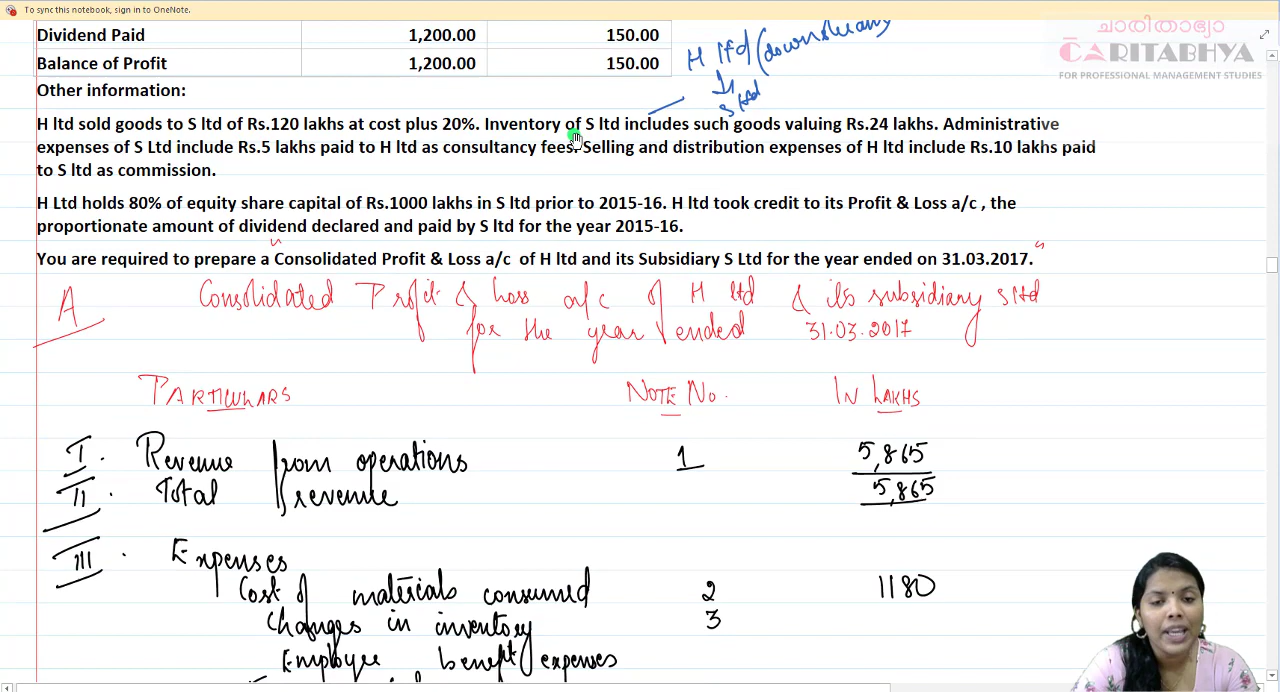 To sync this notebook, sign in to OneNote.
ചാരിതാഭ്യാ
CARITABHYA
FOR PROFESSIONAL MANAGEMENT STUDIES
Dividend Paid 1,200.00 150.00
Balance of Profit 1,200.00 150.00
H ltd (downstream)
S ltd
Other information:
H ltd sold goods to S ltd of Rs.120 lakhs at cost plus 20%. Inventory of S ltd includes such goods valuing Rs.24 lakhs. Administrative
expenses of S Ltd include Rs.5 lakhs paid to H ltd as consultancy fees. Selling and distribution expenses of H ltd include Rs.10 lakhs paid
to S ltd as commission.
H Ltd holds 80% of equity share capital of Rs.1000 lakhs in S ltd prior to 2015-16. H ltd took credit to its Profit & Loss a/c , the
proportionate amount of dividend declared and paid by S ltd for the year 2015-16.
You are required to prepare a Consolidated Profit & Loss a/c of H ltd and its Subsidiary S Ltd for the year ended on 31.03.2017.
A Consolidated Profit & Loss a/c of H ltd & its subsidiary S ltd
for the year ended 31.03.2017
PARTICULARS NOTE NO. IN LAKHS
I. Revenue from operations 1 5,865
II. Total revenue 5,865
III. Expenses
Cost of materials consumed 2 1180
Changes in inventory 3
Employee benefit expenses